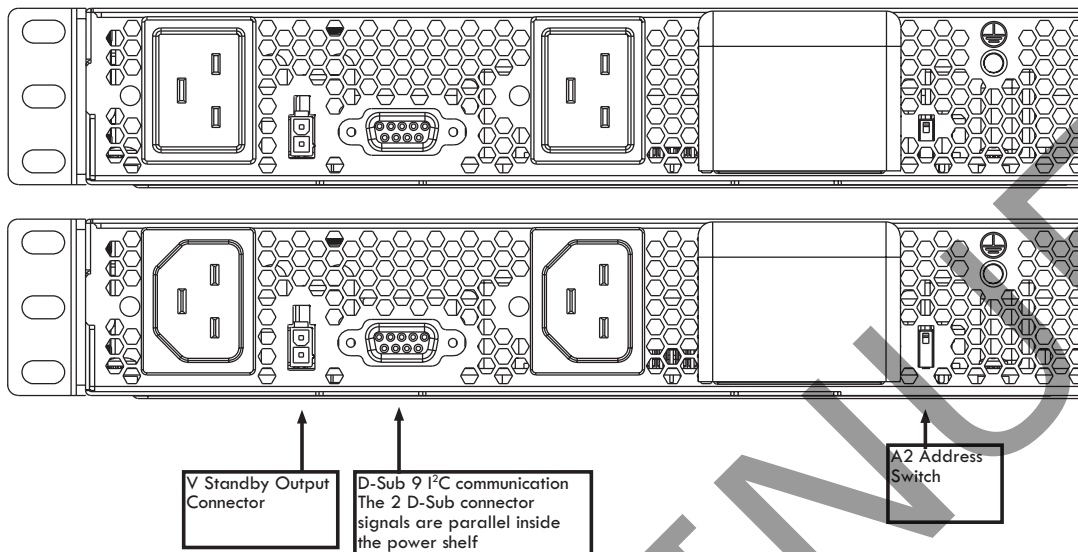 V Standby Output
Connector
D-Sub 9 I²C communication
The 2 D-Sub connector
signals are parallel inside
the power shelf
A2 Address
Switch